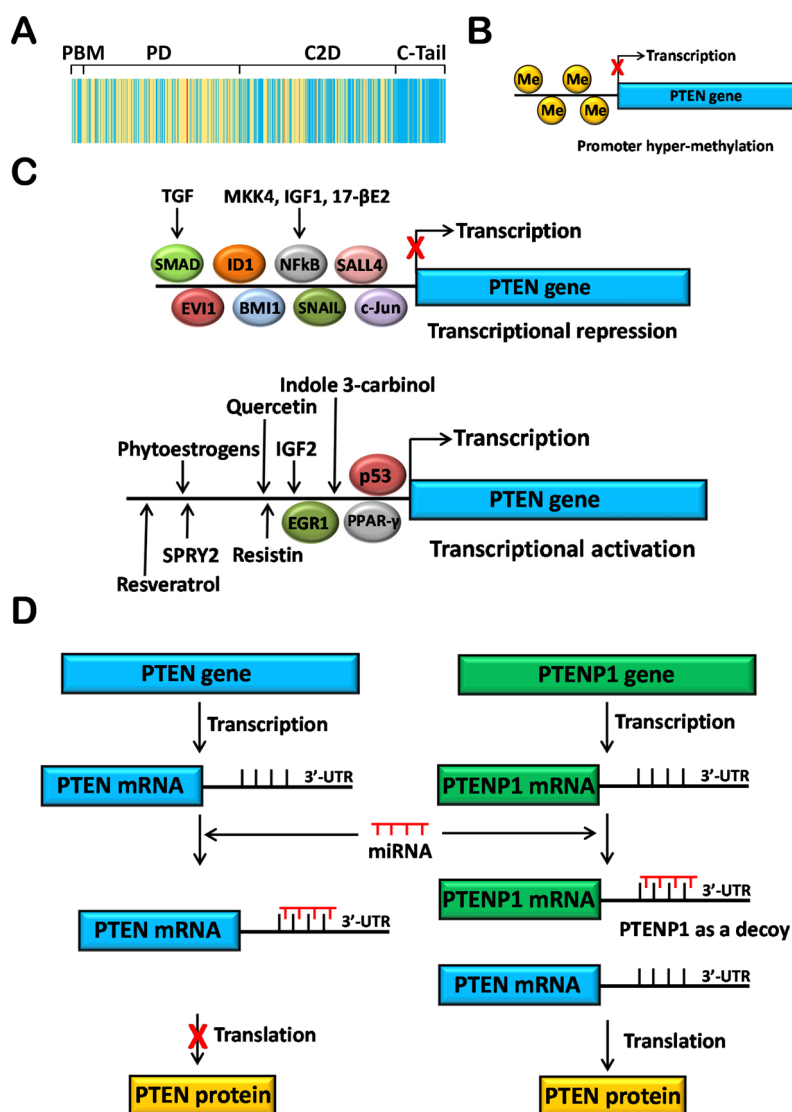 A
PBM PD C2D C-Tail
B
Me Me Me Me
Transcription
PTEN gene
Promoter hyper-methylation
C
TGF MKK4, IGF1, 17-βE2
Transcription
SMAD ID1 NFkB SALL4
PTEN gene
EVI1 BMI1 SNAIL c-Jun
Transcriptional repression
Indole 3-carbinol
Quercetin
Phytoestrogens IGF2
Transcription
p53
PTEN gene
EGR1 PPAR-γ
SPRY2 Resistin
Transcriptional activation
Resveratrol
D
PTEN gene PTENP1 gene
Transcription Transcription
PTEN mRNA 3'-UTR PTENP1 mRNA 3'-UTR
miRNA
PTENP1 mRNA 3'-UTR
PTEN mRNA 3'-UTR
PTENP1 as a decoy
PTEN mRNA 3'-UTR
Translation Translation
PTEN protein PTEN protein